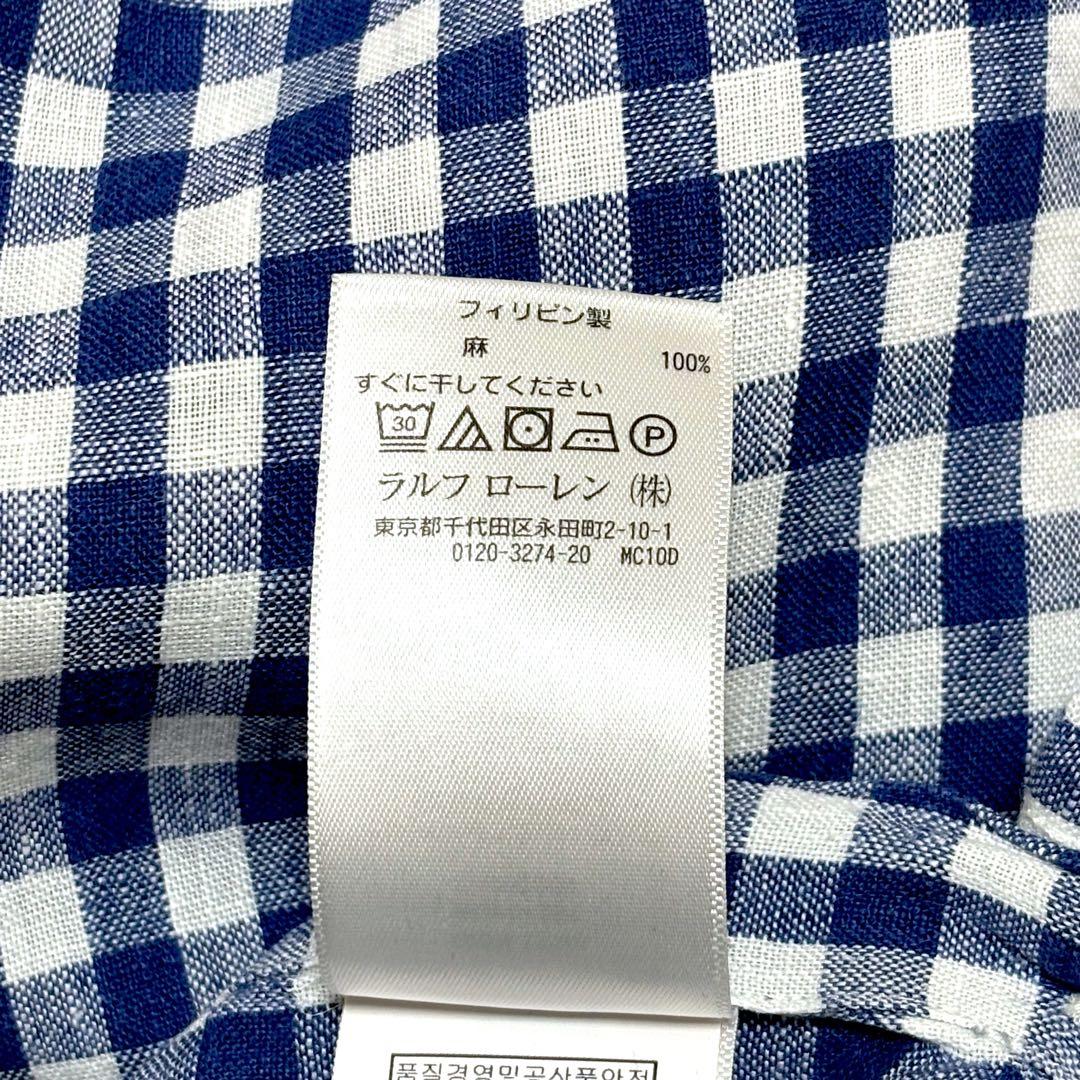 フィリピン製
麻 100%
すぐに干してください
30 P
ラルフ ローレン (株)
東京都千代田区永田町2-10-1
0120-3274-20 MC10D
품질경영및공산품안전